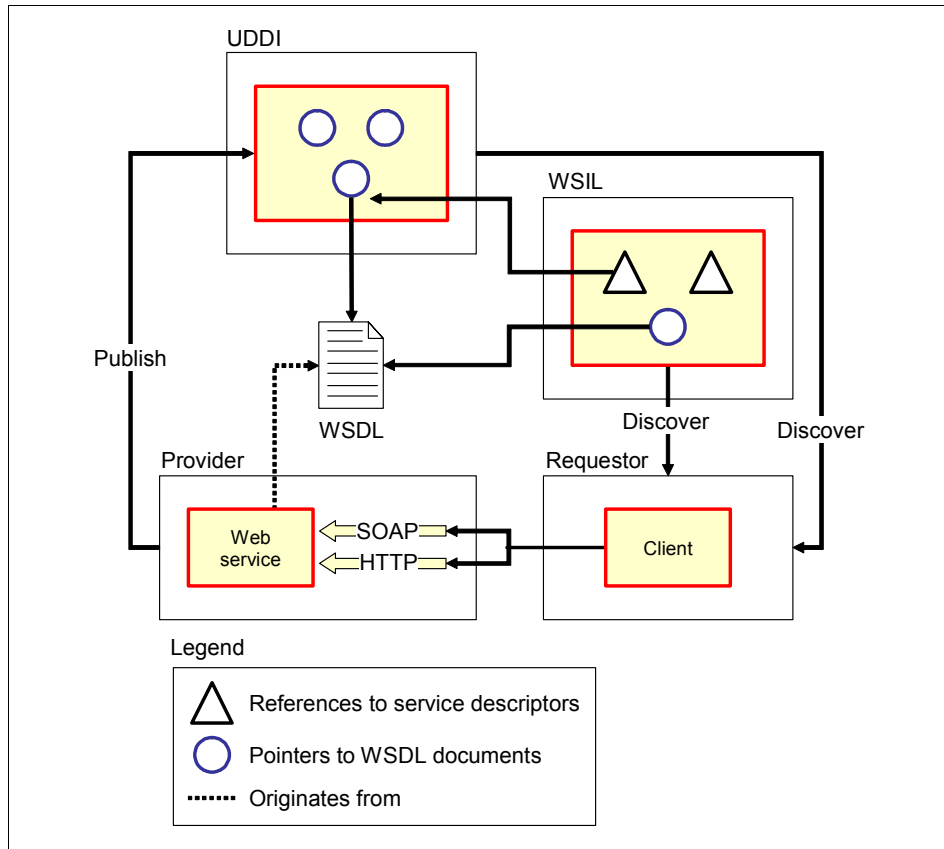 UDDI
WSIL
Publish
WSDL
Discover
Discover
Provider
Requestor
Web
service
SOAP
HTTP
Client
Legend
References to service descriptors
Pointers to WSDL documents
Originates from